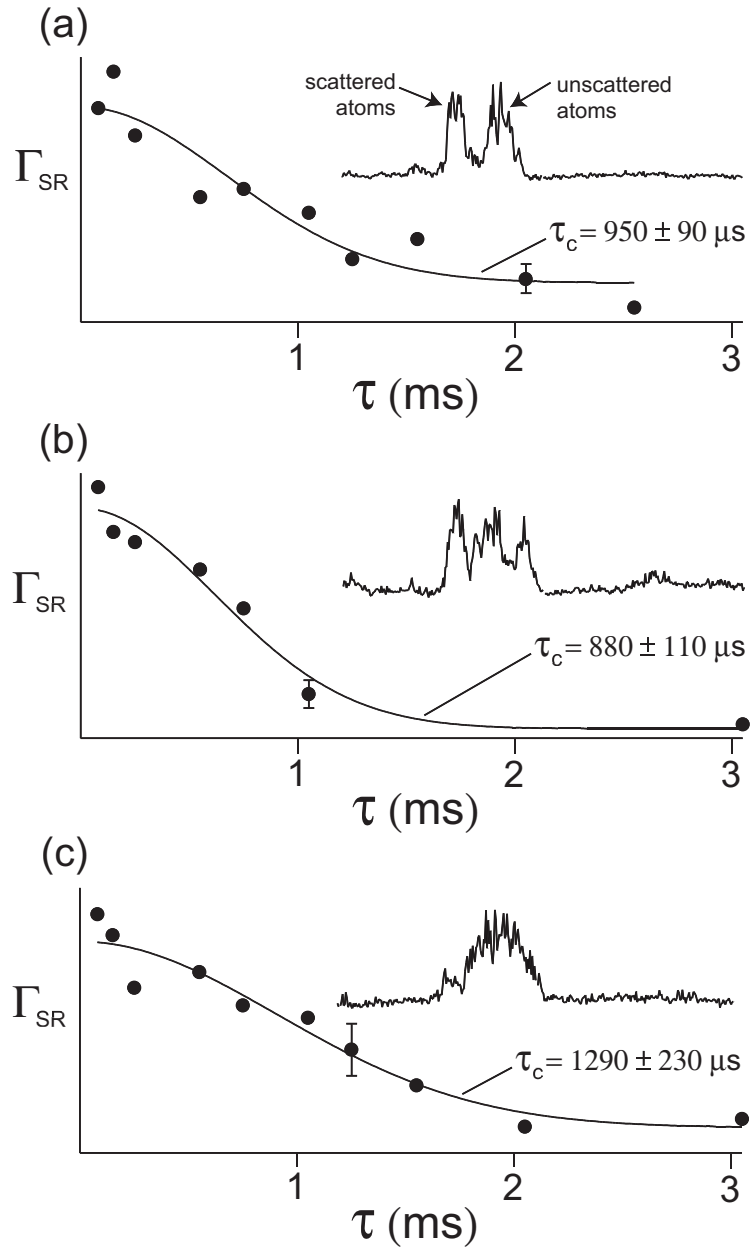 (a)
scattered atoms
unscattered atoms
Γ_SR
τ_c = 950 ± 90 μs
1 2 3
τ (ms)
(b)
Γ_SR
τ_c = 880 ± 110 μs
1 2 3
τ (ms)
(c)
Γ_SR
τ_c = 1290 ± 230 μs
1 2 3
τ (ms)